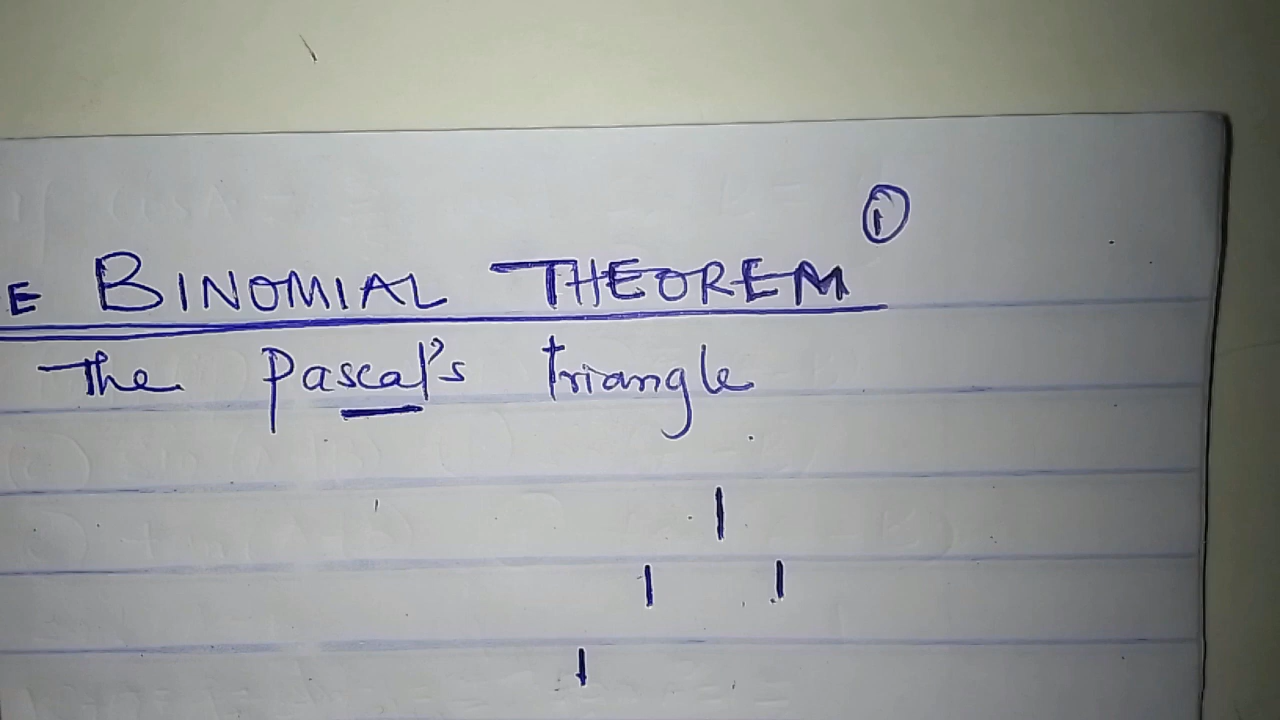 ①
E BINOMIAL THEOREM
The Pascal's triangle
1
1 1
1